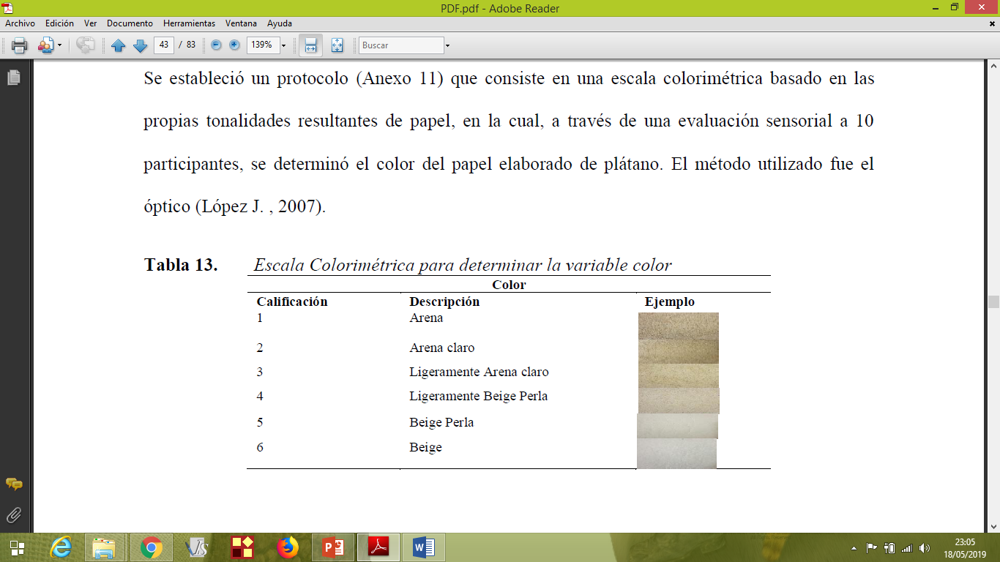 PDF.pdf - Adobe Reader
Archivo Edición Ver Documento Herramientas Ventana Ayuda
43 / 83 139% Buscar
Se estableció un protocolo (Anexo 11) que consiste en una escala colorimétrica basado en las
propias tonalidades resultantes de papel, en la cual, a través de una evaluación sensorial a 10
participantes, se determinó el color del papel elaborado de plátano. El método utilizado fue el
óptico (López J. , 2007).
Tabla 13. Escala Colorimétrica para determinar la variable color
Color
Calificación Descripción Ejemplo
1 Arena
2 Arena claro
3 Ligeramente Arena claro
4 Ligeramente Beige Perla
5 Beige Perla
6 Beige
23:05
18/05/2019